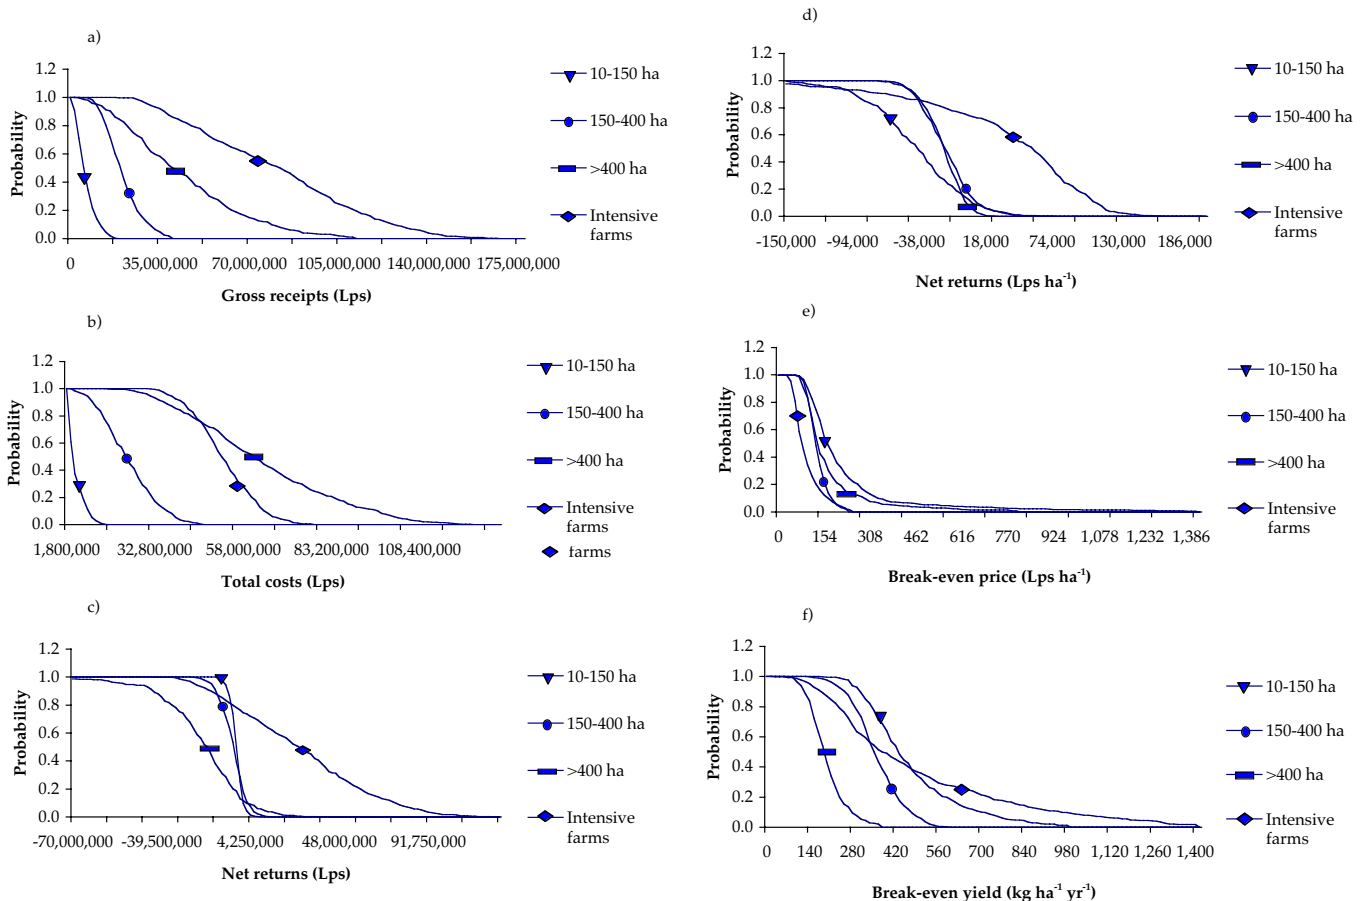 a)
1.2
1.0
0.8
0.6
0.4
0.2
0.0
Probability
0 35,000,000 70,000,000 105,000,000 140,000,000 175,000,000
Gross receipts (Lps)
10-150 ha
150-400 ha
>400 ha
Intensive
farms
b)
1.2
1.0
0.8
0.6
0.4
0.2
0.0
Probability
1,800,000 32,800,000 58,000,000 83,200,000 108,400,000
Total costs (Lps)
10-150 ha
150-400 ha
>400 ha
Intensive
farms
farms
c)
1.2
1.0
0.8
0.6
0.4
0.2
0.0
Probability
-70,000,000 -39,500,000 4,250,000 48,000,000 91,750,000
Net returns (Lps)
10-150 ha
150-400 ha
>400 ha
Intensive
farms
d)
1.2
1.0
0.8
0.6
0.4
0.2
0.0
Probability
-150,000 -94,000 -38,000 18,000 74,000 130,000 186,000
Net returns (Lps ha⁻¹)
10-150 ha
150-400 ha
>400 ha
Intensive
farms
e)
1.2
1.0
0.8
0.6
0.4
0.2
0.0
Probability
0 154 308 462 616 770 924 1,078 1,232 1,386
Break-even price (Lps ha⁻¹)
10-150 ha
150-400 ha
>400 ha
Intensive
farms
f)
1.2
1.0
0.8
0.6
0.4
0.2
0.0
Probability
0 140 280 420 560 700 840 980 1,120 1,260 1,400
Break-even yield (kg ha⁻¹ yr⁻¹)
10-150 ha
150-400 ha
>400 ha
Intensive
farms